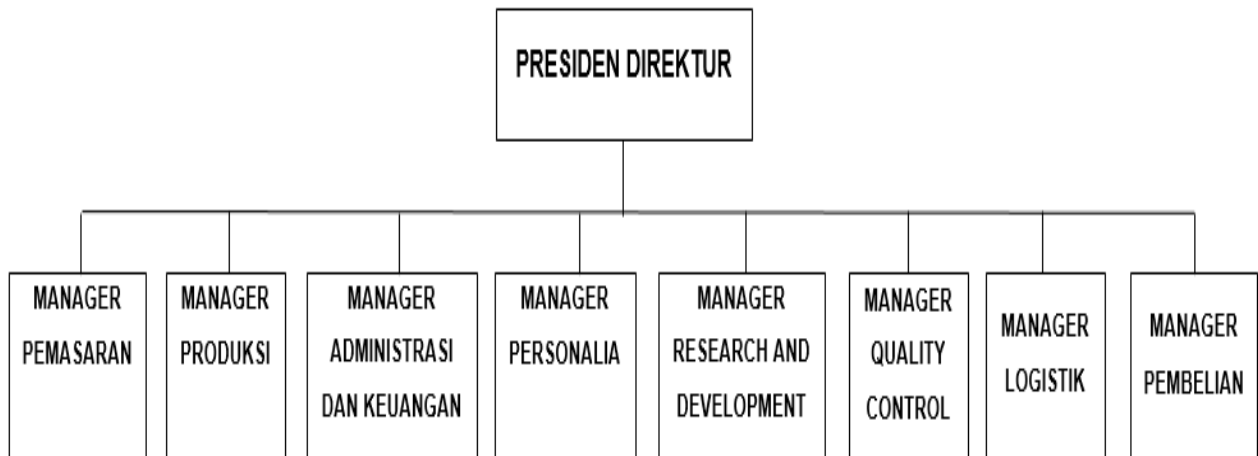 PRESIDEN DIREKTUR
MANAGER
PEMASARAN
MANAGER
PRODUKSI
MANAGER
ADMINISTRASI
DAN KEUANGAN
MANAGER
PERSONALIA
MANAGER
RESEARCH AND
DEVELOPMENT
MANAGER
QUALITY
CONTROL
MANAGER
LOGISTIK
MANAGER
PEMBELIAN